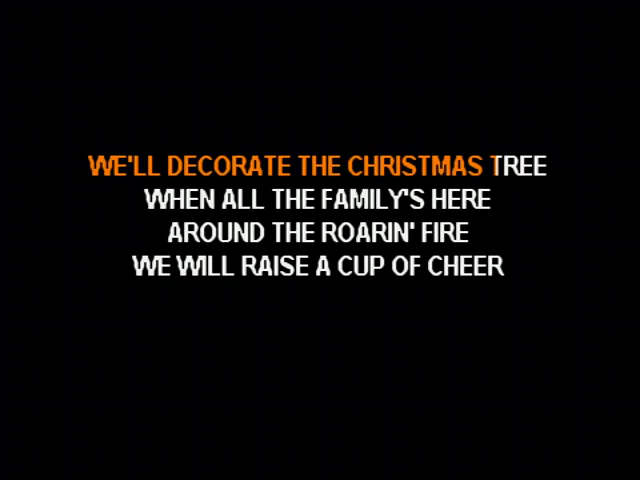 WE'LL DECORATE THE CHRISTMAS TREE
WHEN ALL THE FAMILY'S HERE
AROUND THE ROARIN' FIRE
WE WILL RAISE A CUP OF CHEER